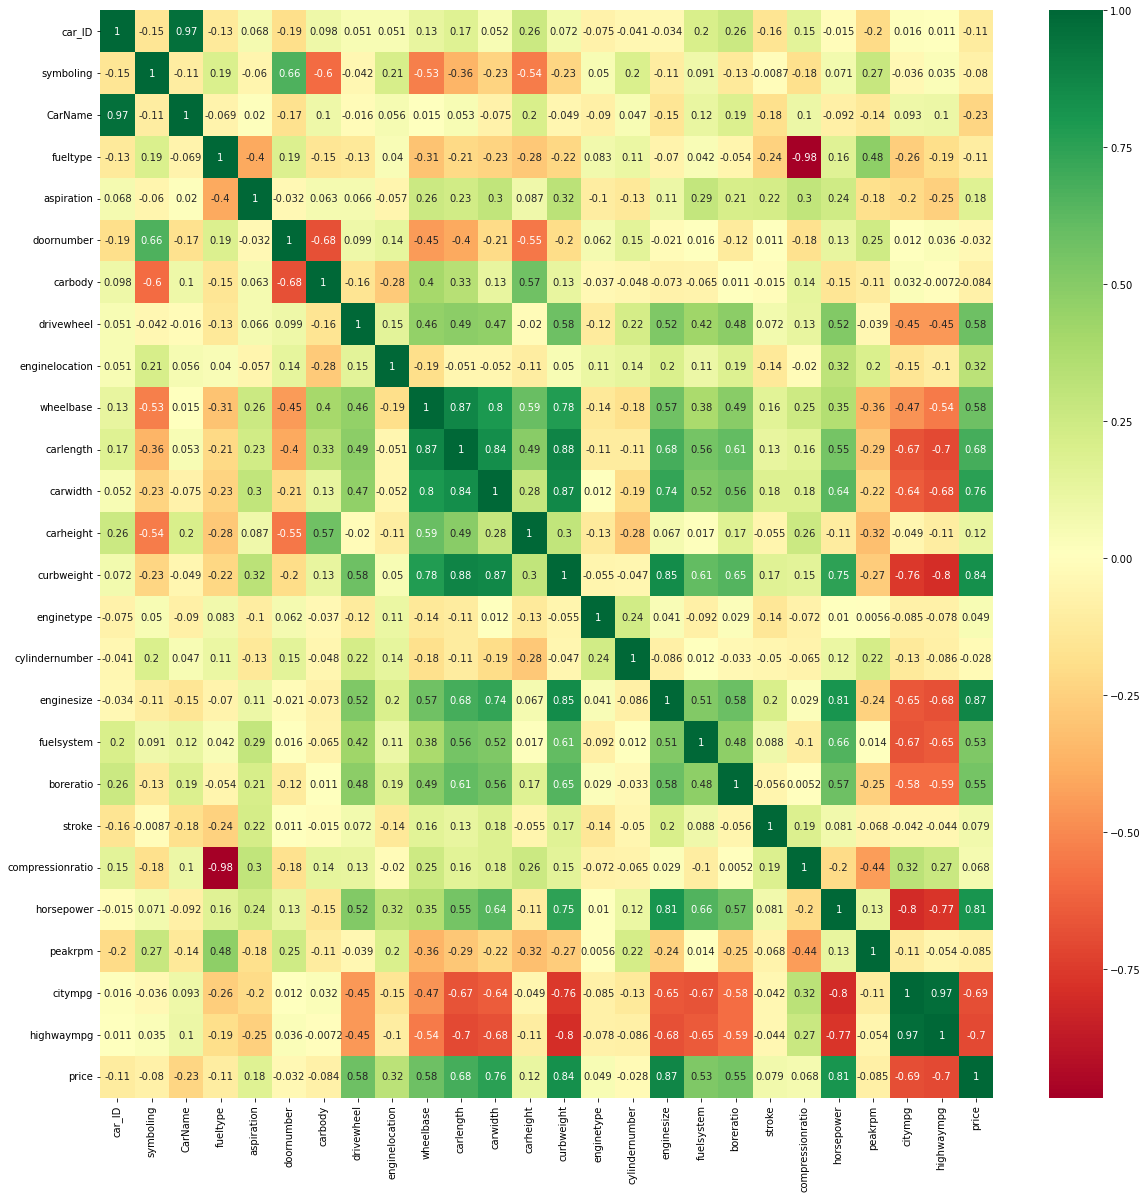 car_ID 1 -0.15 0.97 -0.13 0.068 -0.19 0.098 0.051 0.051 0.13 0.17 0.052 0.26 0.072 -0.075 -0.041 -0.034 0.2 0.26 -0.16 0.15 -0.015 -0.2 0.016 0.011 -0.11 1.00
symboling -0.15 1 -0.11 0.19 -0.06 0.66 -0.6 -0.042 0.21 -0.53 -0.36 -0.23 -0.54 -0.23 0.05 0.2 -0.11 0.091 -0.13 -0.0087 -0.18 0.071 0.27 -0.036 0.035 -0.08
CarName 0.97 -0.11 1 -0.069 0.02 -0.17 0.1 -0.016 0.056 0.015 0.053 -0.075 0.2 -0.049 -0.09 0.047 -0.15 0.12 0.19 -0.18 0.1 -0.092 -0.14 0.093 0.1 -0.23 0.75
fueltype -0.13 0.19 -0.069 1 -0.4 0.19 -0.15 -0.13 0.04 -0.31 -0.21 -0.23 -0.28 -0.22 0.083 0.11 -0.07 0.042 -0.054 -0.24 -0.98 0.16 0.48 -0.26 -0.19 -0.11
aspiration 0.068 -0.06 0.02 -0.4 1 -0.032 0.063 0.066 -0.057 0.26 0.23 0.3 0.087 0.32 -0.1 -0.13 0.11 0.29 0.21 0.22 0.3 0.24 -0.18 -0.2 -0.25 0.18
doornumber -0.19 0.66 -0.17 0.19 -0.032 1 -0.68 0.099 0.14 -0.45 -0.4 -0.21 -0.55 -0.2 0.062 0.15 -0.021 0.016 -0.12 0.011 -0.18 0.13 0.25 0.012 0.036 -0.032
carbody 0.098 -0.6 0.1 -0.15 0.063 -0.68 1 -0.16 -0.28 0.4 0.33 0.13 0.57 0.13 -0.037 -0.048 -0.073 -0.065 0.011 -0.015 0.14 -0.15 -0.11 0.032 -0.0072 -0.084 0.50
drivewheel 0.051 -0.042 -0.016 -0.13 0.066 0.099 -0.16 1 0.15 0.46 0.49 0.47 -0.02 0.58 -0.12 0.22 0.52 0.42 0.48 0.072 0.13 0.52 -0.039 -0.45 -0.45 0.58
enginelocation 0.051 0.21 0.056 0.04 -0.057 0.14 -0.28 0.15 1 -0.19 -0.051 -0.052 -0.11 0.05 0.11 0.14 0.2 0.11 0.19 -0.14 -0.02 0.32 0.2 -0.15 -0.1 0.32
wheelbase 0.13 -0.53 0.015 -0.31 0.26 -0.45 0.4 0.46 -0.19 1 0.87 0.8 0.59 0.78 -0.14 -0.18 0.57 0.38 0.49 0.16 0.25 0.35 -0.36 -0.47 -0.54 0.58 0.25
carlength 0.17 -0.36 0.053 -0.21 0.23 -0.4 0.33 0.49 -0.051 0.87 1 0.84 0.49 0.88 -0.11 -0.11 0.68 0.56 0.61 0.13 0.16 0.55 -0.29 -0.67 -0.7 0.68
carwidth 0.052 -0.23 -0.075 -0.23 0.3 -0.21 0.13 0.47 -0.052 0.8 0.84 1 0.28 0.87 0.012 -0.19 0.74 0.52 0.56 0.18 0.18 0.64 -0.22 -0.64 -0.68 0.76
carheight 0.26 -0.54 0.2 -0.28 0.087 -0.55 0.57 -0.02 -0.11 0.59 0.49 0.28 1 0.3 -0.13 -0.28 0.067 0.017 0.17 -0.055 0.26 -0.11 -0.32 -0.049 -0.11 0.12
0.00
curbweight 0.072 -0.23 -0.049 -0.22 0.32 -0.2 0.13 0.58 0.05 0.78 0.88 0.87 0.3 1 -0.055 -0.047 0.85 0.61 0.65 0.17 0.15 0.75 -0.27 -0.76 -0.8 0.84
enginetype -0.075 0.05 -0.09 0.083 -0.1 0.062 -0.037 -0.12 0.11 -0.14 -0.11 0.012 -0.13 -0.055 1 0.24 0.041 -0.092 0.029 -0.14 -0.072 0.01 0.0056 -0.085 -0.078 0.049
cylindernumber -0.041 0.2 0.047 0.11 -0.13 0.15 -0.048 0.22 0.14 -0.18 -0.11 -0.19 -0.28 -0.047 0.24 1 -0.086 0.012 -0.033 -0.05 -0.065 0.12 0.22 -0.13 -0.086 -0.028
enginesize -0.034 -0.11 -0.15 -0.07 0.11 -0.021 -0.073 0.52 0.2 0.57 0.68 0.74 0.067 0.85 0.041 -0.086 1 0.51 0.58 0.2 0.029 0.81 -0.24 -0.65 -0.68 0.87 −0.25
fuelsystem 0.2 0.091 0.12 0.042 0.29 0.016 -0.065 0.42 0.11 0.38 0.56 0.52 0.017 0.61 -0.092 0.012 0.51 1 0.48 0.088 -0.1 0.66 0.014 -0.67 -0.65 0.53
boreratio 0.26 -0.13 0.19 -0.054 0.21 -0.12 0.011 0.48 0.19 0.49 0.61 0.56 0.17 0.65 0.029 -0.033 0.58 0.48 1 -0.056 0.0052 0.57 -0.25 -0.58 -0.59 0.55
stroke -0.16 -0.0087 -0.18 -0.24 0.22 0.011 -0.015 0.072 -0.14 0.16 0.13 0.18 -0.055 0.17 -0.14 -0.05 0.2 0.088 -0.056 1 0.19 0.081 -0.068 -0.042 -0.044 0.079 −0.50
compressionratio 0.15 -0.18 0.1 -0.98 0.3 -0.18 0.14 0.13 -0.02 0.25 0.16 0.18 0.26 0.15 -0.072 -0.065 0.029 -0.1 0.0052 0.19 1 -0.2 -0.44 0.32 0.27 0.068
horsepower -0.015 0.071 -0.092 0.16 0.24 0.13 -0.15 0.52 0.32 0.35 0.55 0.64 -0.11 0.75 0.01 0.12 0.81 0.66 0.57 0.081 -0.2 1 0.13 -0.8 -0.77 0.81
peakrpm -0.2 0.27 -0.14 0.48 -0.18 0.25 -0.11 -0.039 0.2 -0.36 -0.29 -0.22 -0.32 -0.27 0.0056 0.22 -0.24 0.014 -0.25 -0.068 -0.44 0.13 1 -0.11 -0.054 -0.085
−0.75
citympg 0.016 -0.036 0.093 -0.26 -0.2 0.012 0.032 -0.45 -0.15 -0.47 -0.67 -0.64 -0.049 -0.76 -0.085 -0.13 -0.65 -0.67 -0.58 -0.042 0.32 -0.8 -0.11 1 0.97 -0.69
highwaympg 0.011 0.035 0.1 -0.19 -0.25 0.036 -0.0072 -0.45 -0.1 -0.54 -0.7 -0.68 -0.11 -0.8 -0.078 -0.086 -0.68 -0.65 -0.59 -0.044 0.27 -0.77 -0.054 0.97 1 -0.7
price -0.11 -0.08 -0.23 -0.11 0.18 -0.032 -0.084 0.58 0.32 0.58 0.68 0.76 0.12 0.84 0.049 -0.028 0.87 0.53 0.55 0.079 0.068 0.81 -0.085 -0.69 -0.7 1
car_ID symboling CarName fueltype aspiration doornumber carbody drivewheel enginelocation wheelbase carlength carwidth carheight curbweight enginetype cylindernumber enginesize fuelsystem boreratio stroke compressionratio horsepower peakrpm citympg highwaympg price